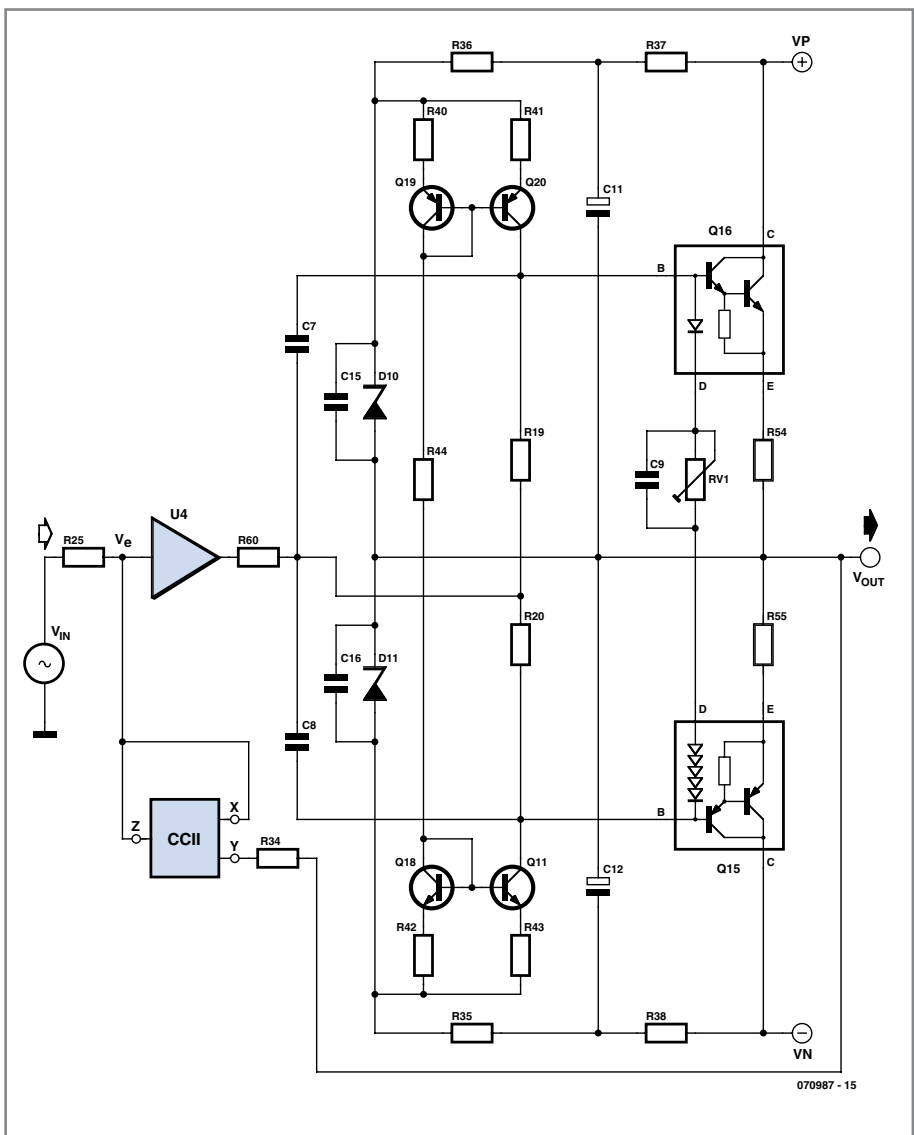 R36
R37
VP
R40
R41
Q19
Q20
C11
Q16
C
B
C7
C15
D10
D
E
R44
R19
C9
RV1
R54
U4
R25
Ve
R60
VOUT
VIN
R20
R55
C16
D11
D
E
C8
X
Z
CCII
Y
R34
B
C
Q18
Q11
C12
Q15
R42
R43
R35
R38
VN
070987 - 15